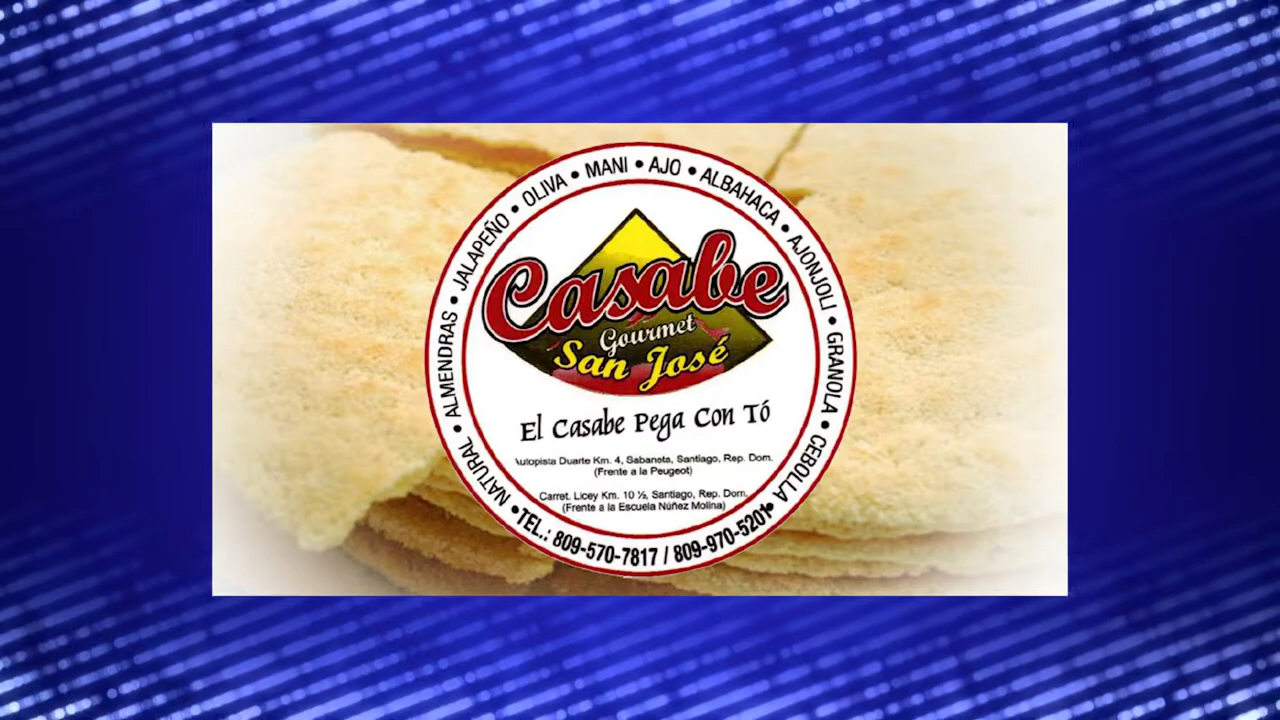 NATURAL • ALMENDRAS • JALAPEÑO • OLIVA • MANI • AJO • ALBAHACA • AJONJOLI • GRANOLA • CEBOLLA
Casabe
Gourmet
San José
El Casabe Pega Con Tó
Autopista Duarte Km. 4, Sabaneta, Santiago, Rep. Dom.
(Frente a la Peugeot)
Carret. Licey Km. 10 ½, Santiago, Rep. Dom.
(Frente a la Escuela Núñez Molina)
• TEL.: 809-570-7817 / 809-970-5201 •